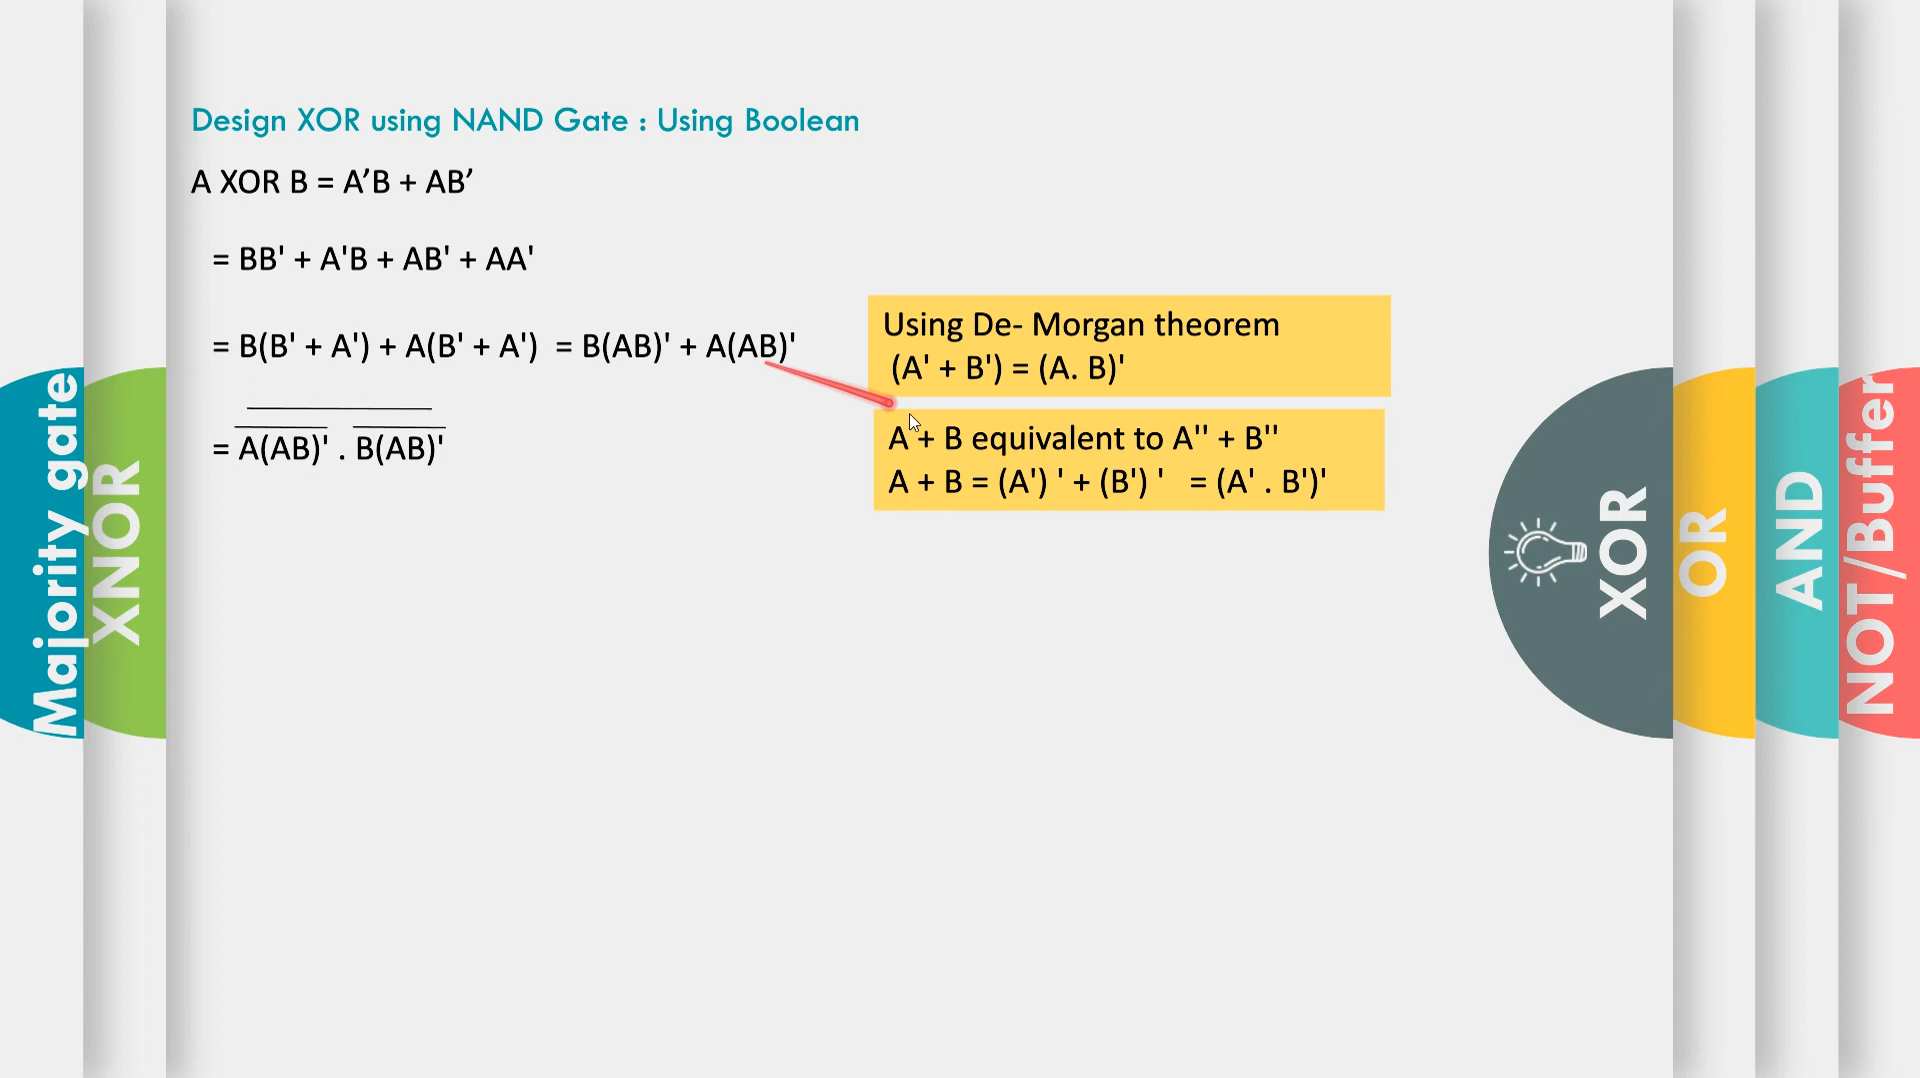 Design XOR using NAND Gate : Using Boolean
A XOR B = A’B + AB’
= BB' + A'B + AB' + AA'
= B(B' + A') + A(B' + A') = B(AB)' + A(AB)'
= A(AB)' . B(AB)'
Using De- Morgan theorem
(A' + B') = (A. B)'
A + B equivalent to A'' + B''
A + B = (A') ' + (B') ' = (A' . B')'
Majority gate
XNOR
XOR
OR
AND
NOT/Buffer